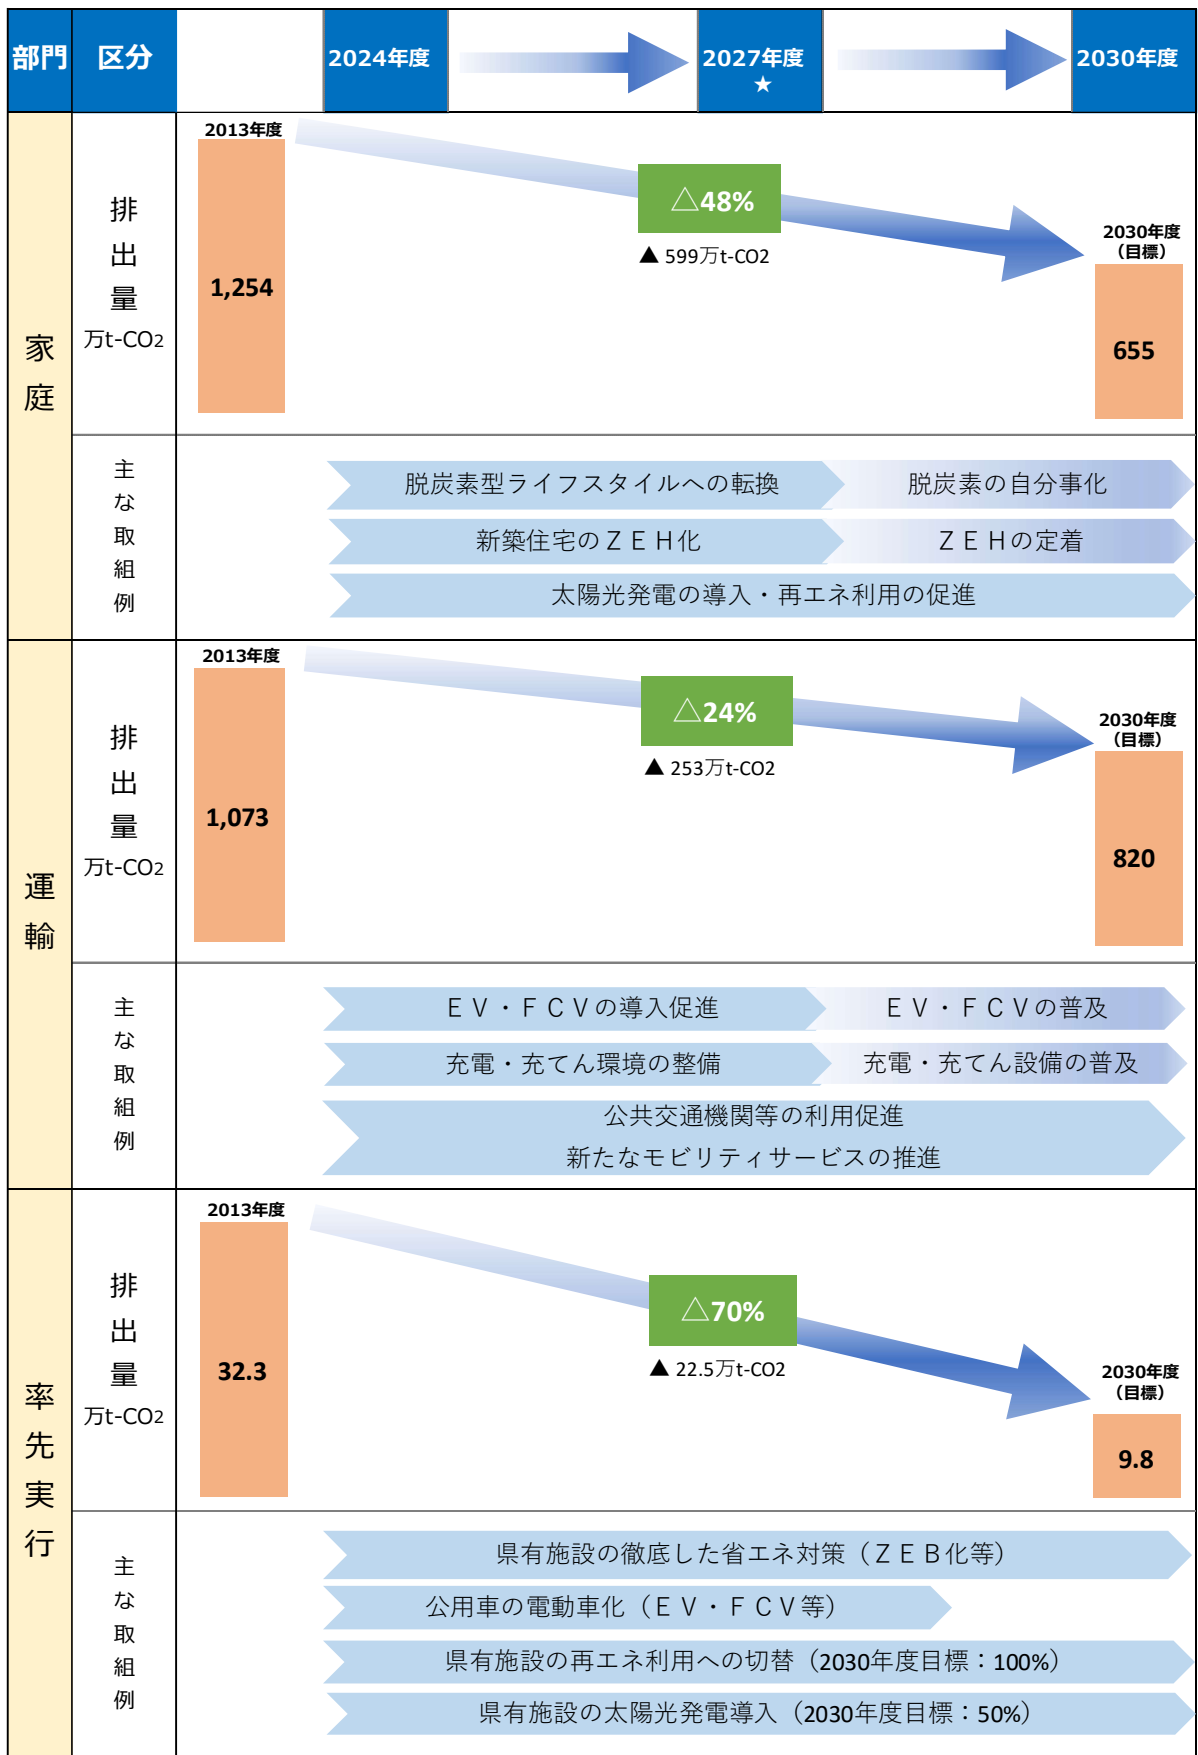 部門
区分
2024年度
2027年度
★
2030年度
家庭
排出量
万t-CO2
2013年度
1,254
△48%
▲ 599万t-CO2
2030年度
（目標）
655
主な取組例
脱炭素型ライフスタイルへの転換
脱炭素の自分事化
新築住宅のＺＥＨ化
ＺＥＨの定着
太陽光発電の導入・再エネ利用の促進
運輸
排出量
万t-CO2
2013年度
1,073
△24%
▲ 253万t-CO2
2030年度
（目標）
820
主な取組例
ＥＶ・ＦＣＶの導入促進
ＥＶ・ＦＣＶの普及
充電・充てん環境の整備
充電・充てん設備の普及
公共交通機関等の利用促進
新たなモビリティサービスの推進
率先実行
排出量
万t-CO2
2013年度
32.3
△70%
▲ 22.5万t-CO2
2030年度
（目標）
9.8
主な取組例
県有施設の徹底した省エネ対策（ＺＥＢ化等）
公用車の電動車化（ＥＶ・ＦＣＶ等）
県有施設の再エネ利用への切替（2030年度目標：100%）
県有施設の太陽光発電導入（2030年度目標：50%）